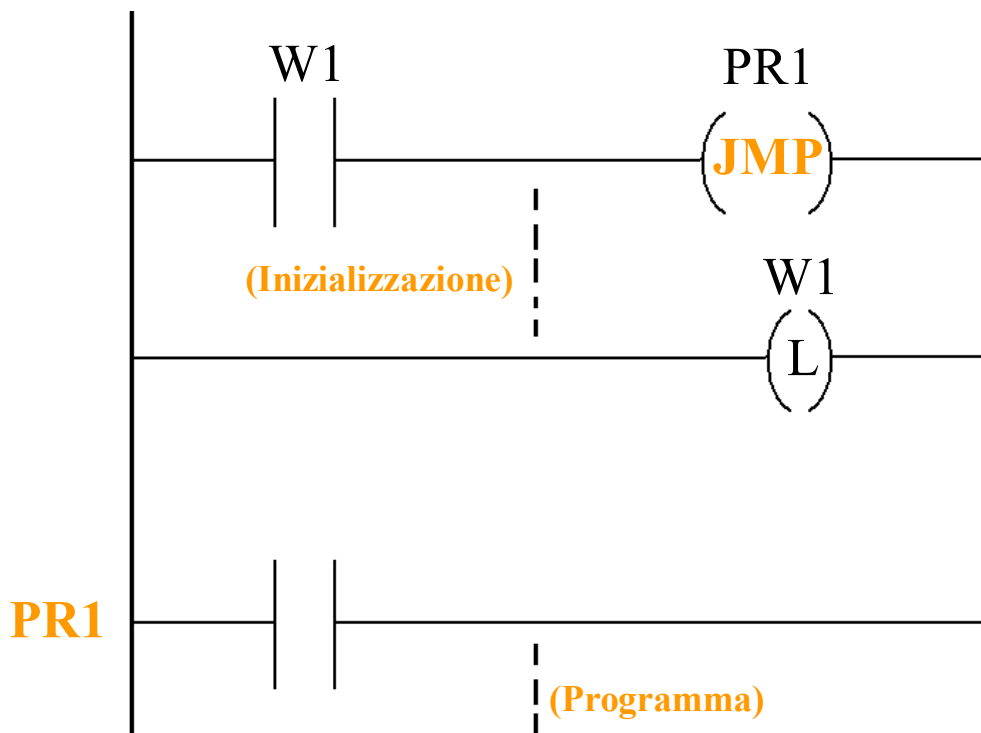 W1 PR1
JMP
(Inizializzazione)
W1
L
PR1
(Programma)